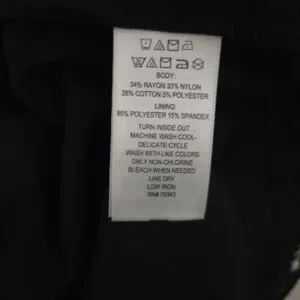 BODY:
34% RAYON 33% NYLON
28% COTTON 5% POLYESTER
LINING:
85% POLYESTER 15% SPANDEX
TURN INSIDE OUT
MACHINE WASH COOL-
DELICATE CYCLE
WASH WITH LIKE COLORS
ONLY NON-CHLORINE
BLEACH WHEN NEEDED
LINE DRY
LOW IRON
RN# 75343